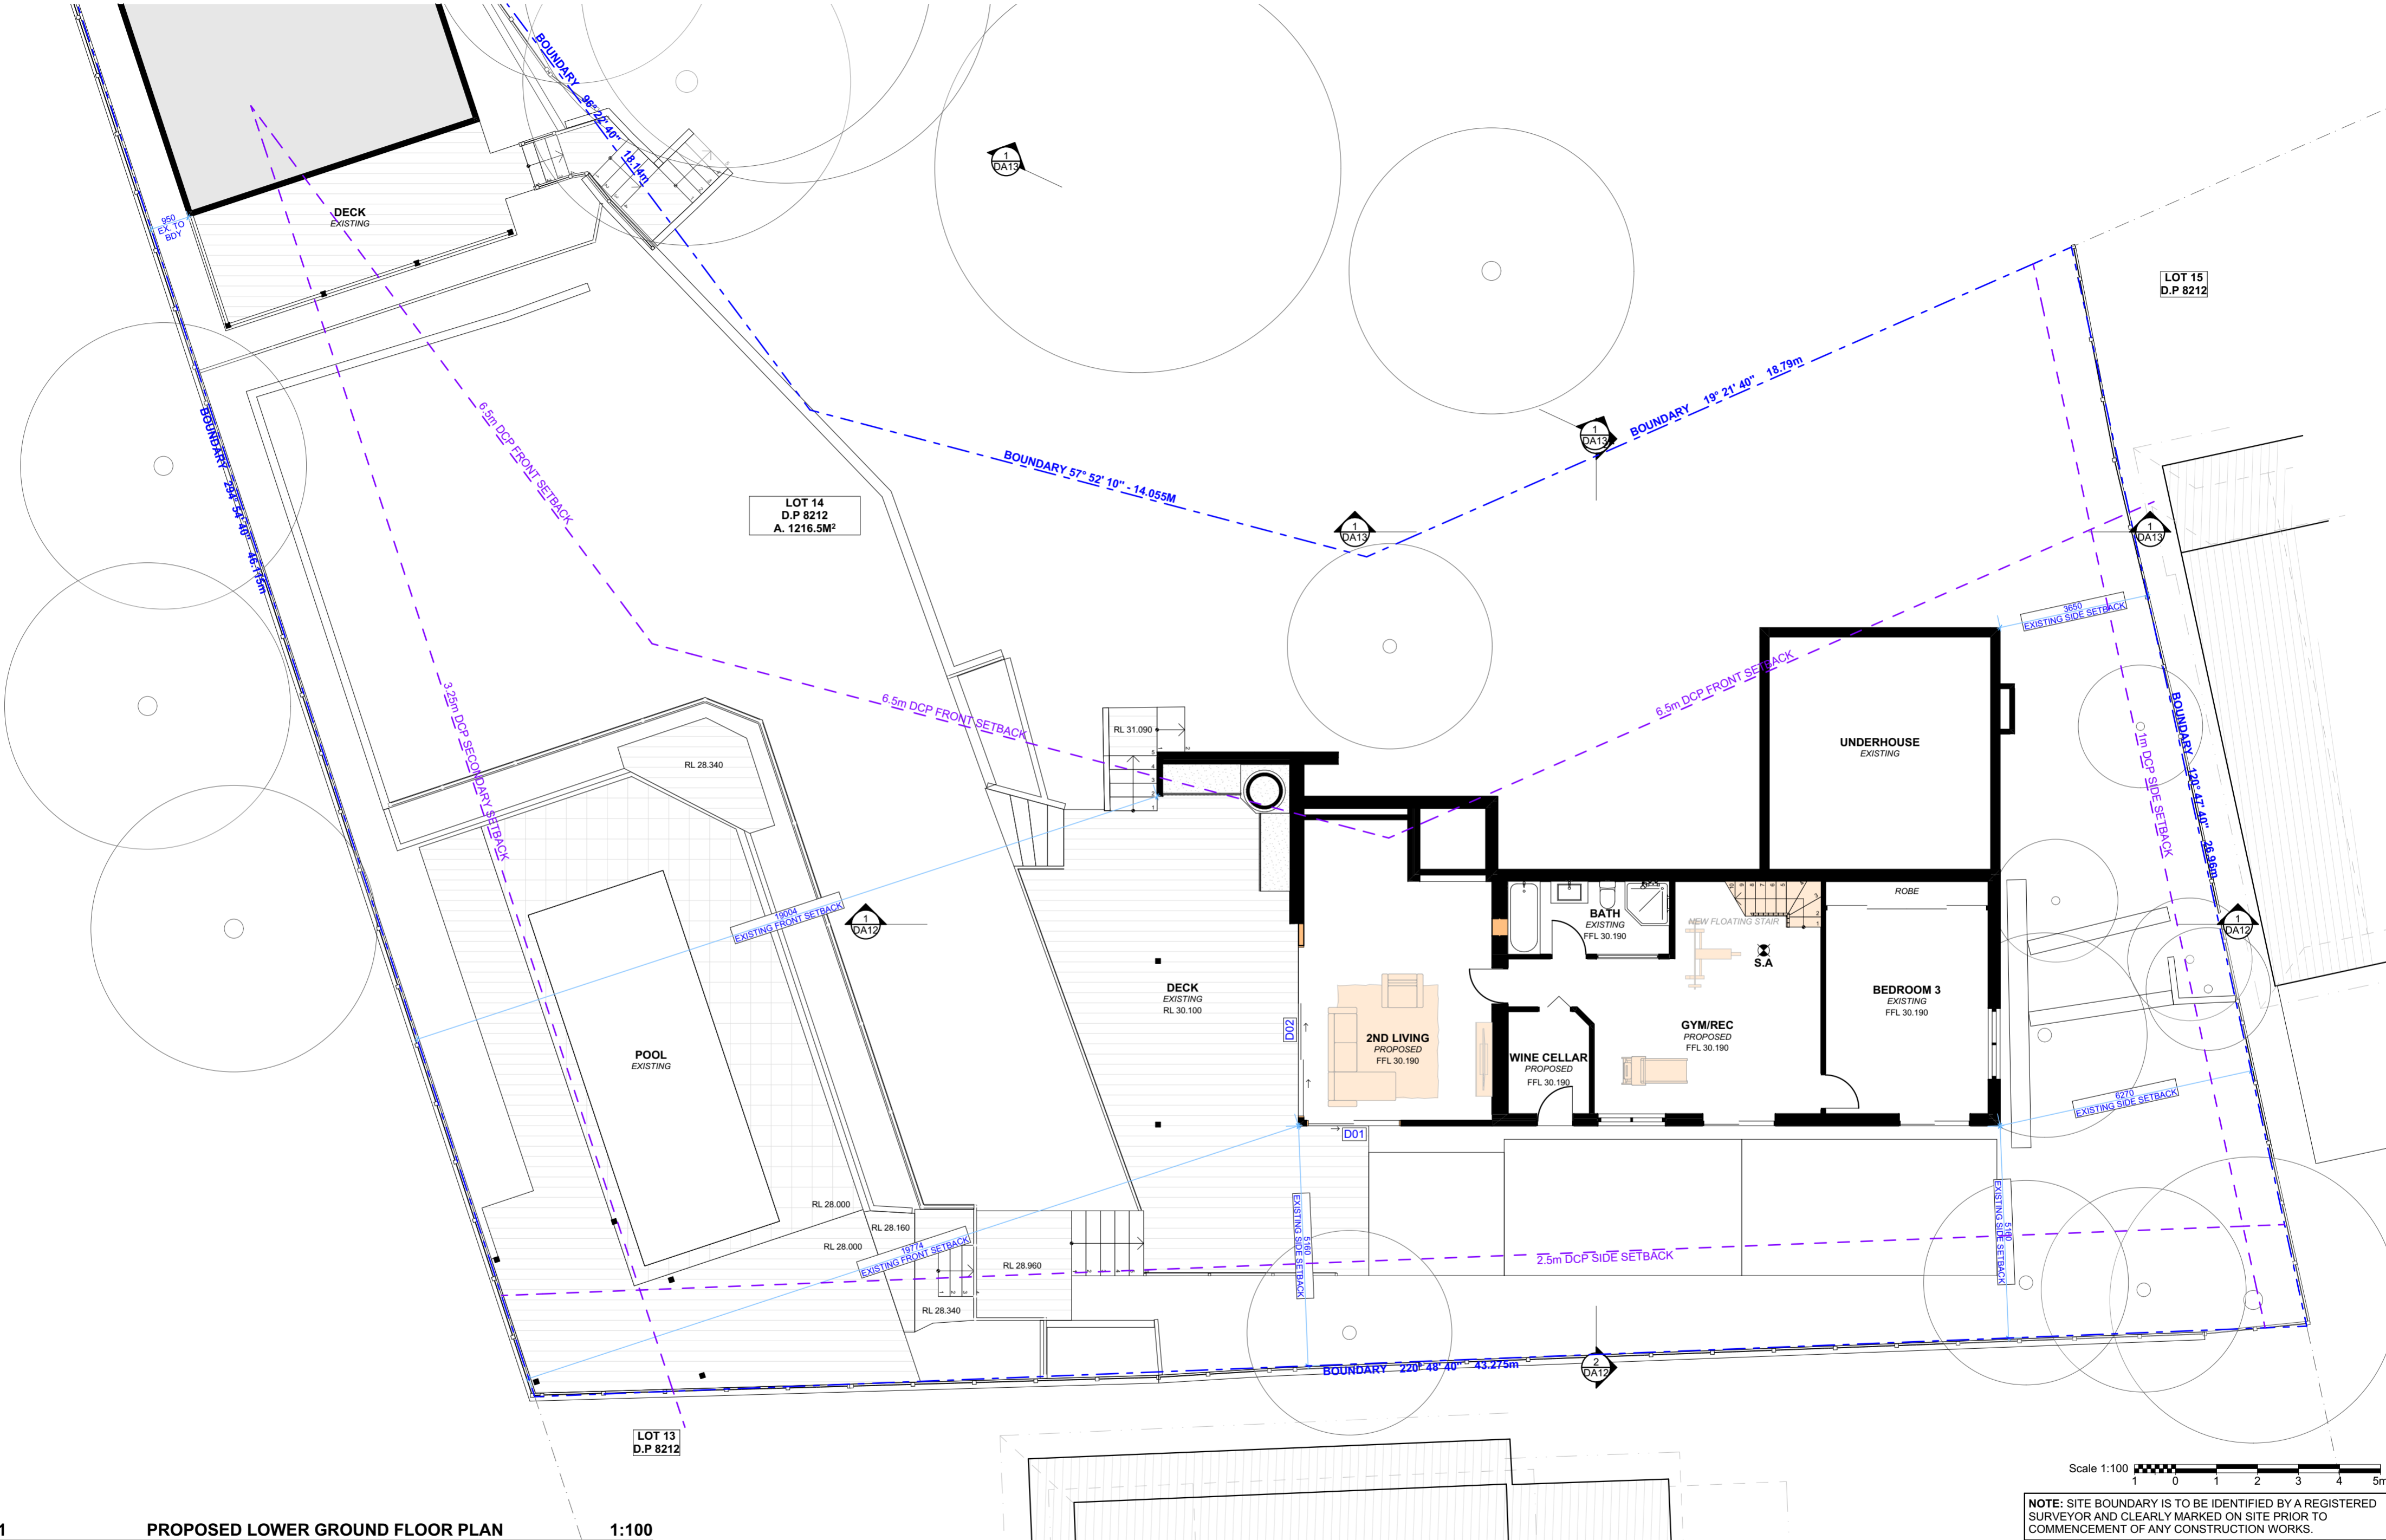 BOUNDARY 96° 22' 40" 18.14m
1
DA13
DECK
EXISTING
950
EX. TO
BDY
LOT 15
D.P 8212
BOUNDARY 19° 21' 40" - 18.79m
1
DA13
BOUNDARY 294° 54' 40" 46.115m
6.5m DCP FRONT SETBACK
BOUNDARY 57° 52' 10" - 14.055M
LOT 14
D.P 8212
A. 1216.5M²
1
DA13
1
DA13
3650
EXISTING SIDE SETBACK
6.5m DCP FRONT SETBACK
3.25m DCP SECONDARY SETBACK
6.5m DCP FRONT SETBACK
RL 31.090
RL 28.340
UNDERHOUSE
EXISTING
BOUNDARY 120° 47' 40" 26.96m
1m DCP SIDE SETBACK
19004
EXISTING FRONT SETBACK
1
DA12
ROBE
BATH
EXISTING
FFL 30.190
NEW FLOATING STAIR
S.A
1
DA12
DECK
EXISTING
RL 30.100
D02
2ND LIVING
PROPOSED
FFL 30.190
WINE CELLAR
PROPOSED
FFL 30.190
GYM/REC
PROPOSED
FFL 30.190
BEDROOM 3
EXISTING
FFL 30.190
POOL
EXISTING
6270
EXISTING SIDE SETBACK
D01
RL 28.000
RL 28.160
RL 28.000
19774
EXISTING FRONT SETBACK
RL 28.960
RL 28.340
5160
EXISTING SIDE SETBACK
2.5m DCP SIDE SETBACK
EXISTING SIDE SETBACK
BOUNDARY 220° 48' 40" 43.275m
2
DA12
LOT 13
D.P 8212
Scale 1:100
1 0 1 2 3 4 5m
NOTE: SITE BOUNDARY IS TO BE IDENTIFIED BY A REGISTERED
SURVEYOR AND CLEARLY MARKED ON SITE PRIOR TO
COMMENCEMENT OF ANY CONSTRUCTION WORKS.
1 PROPOSED LOWER GROUND FLOOR PLAN 1:100